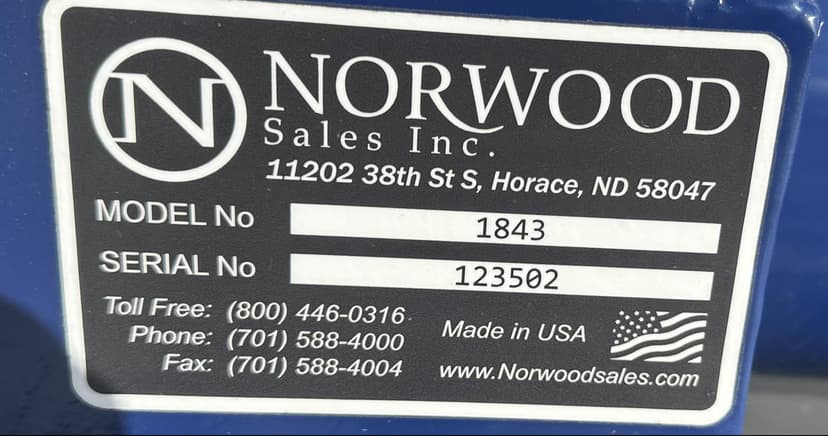 N NORWOOD
Sales Inc.
11202 38th St S, Horace, ND 58047
MODEL No 1843
SERIAL No 123502
Toll Free: (800) 446-0316
Phone: (701) 588-4000
Fax: (701) 588-4004
Made in USA
www.Norwoodsales.com